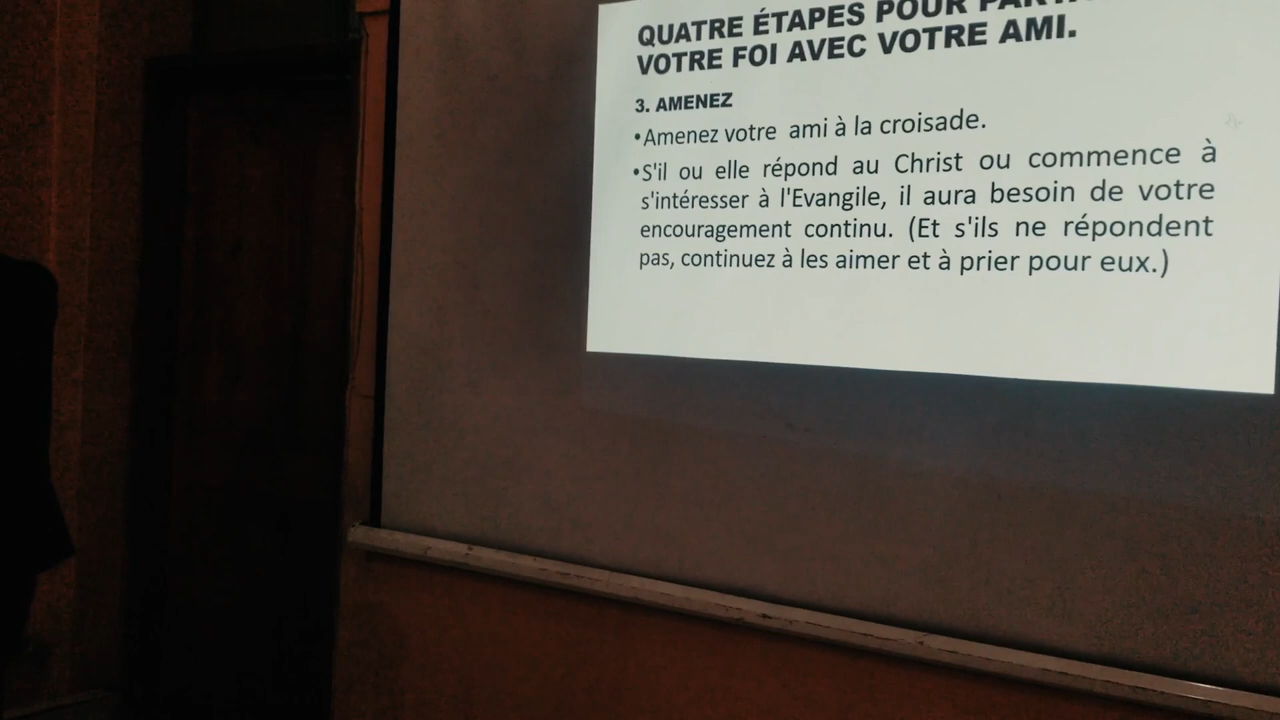 QUATRE ÉTAPES POUR
VOTRE FOI AVEC VOTRE AMI.
3. AMENEZ
•Amenez votre ami à la croisade.
•S'il ou elle répond au Christ ou commence à
s'intéresser à l'Evangile, il aura besoin de votre
encouragement continu. (Et s'ils ne répondent
pas, continuez à les aimer et à prier pour eux.)